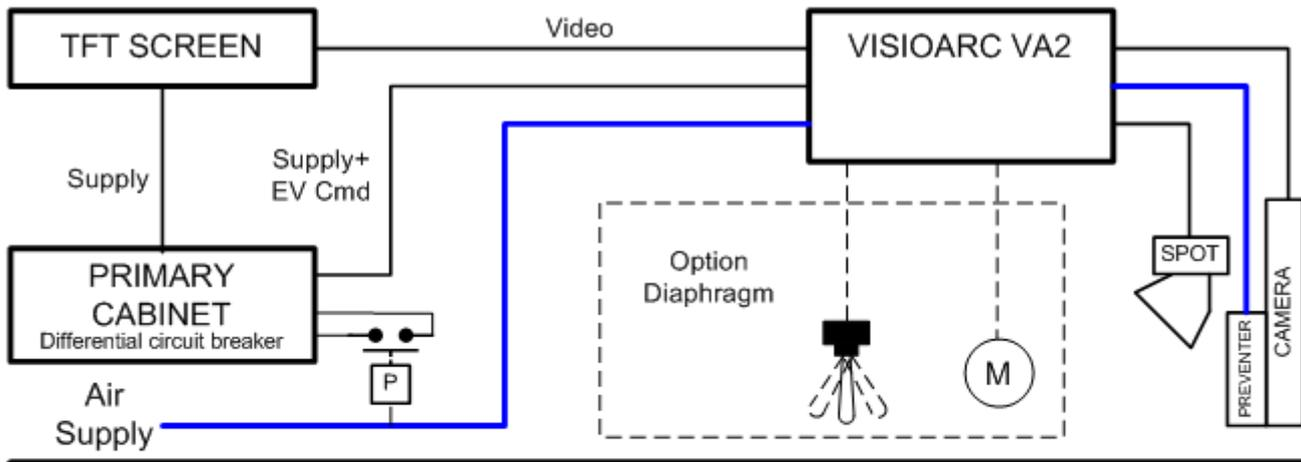 TFT SCREEN
Video
VISIOARC VA2
Supply
Supply+
EV Cmd
PRIMARY
CABINET
Differential circuit breaker
P
Air
Supply
Option
Diaphragm
M
SPOT
PREVENTER
CAMERA